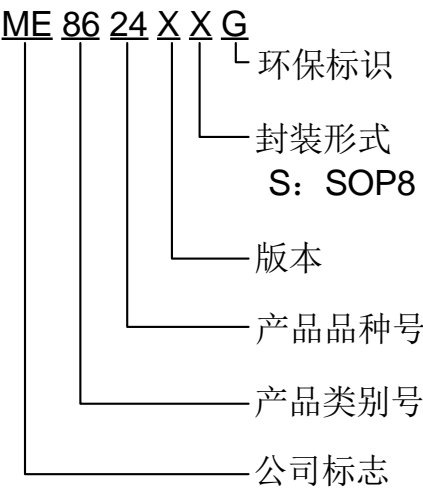 ME 86 24 X X G
环保标识
封装形式
S：SOP8
版本
产品品种号
产品类别号
公司标志